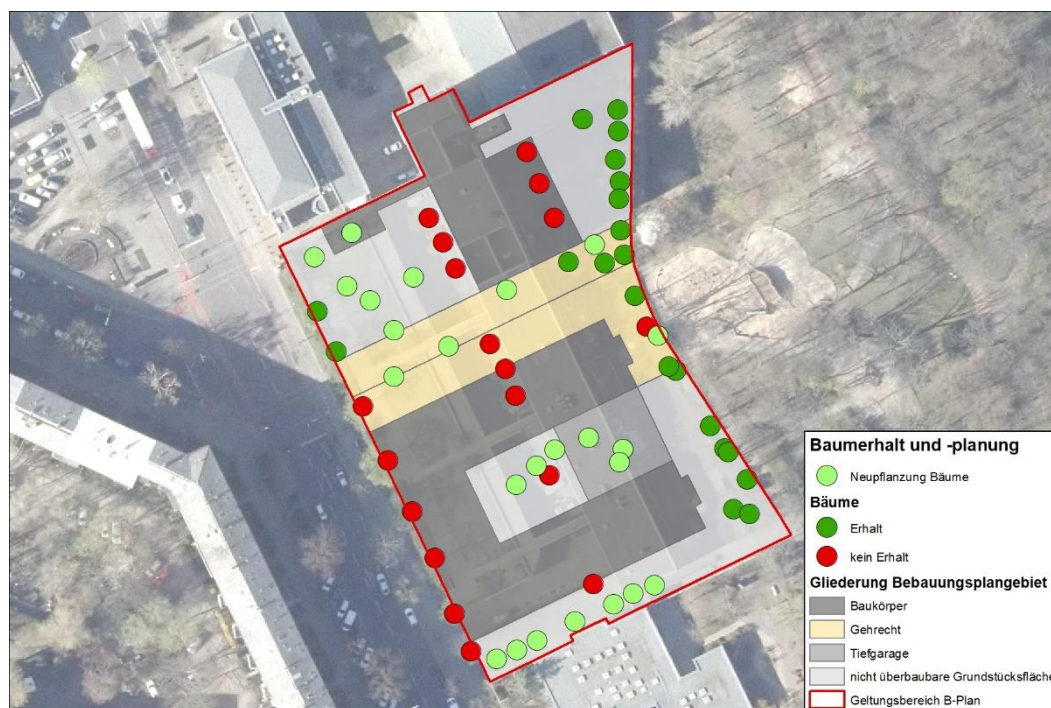 Baumerhalt und -planung
Neupflanzung Bäume
Bäume
Erhalt
kein Erhalt
Gliederung Bebauungsplangebiet
Baukörper
Gehrecht
Tiefgarage
nicht überbaubare Grundstücksfläche
Geltungsbereich B-Plan